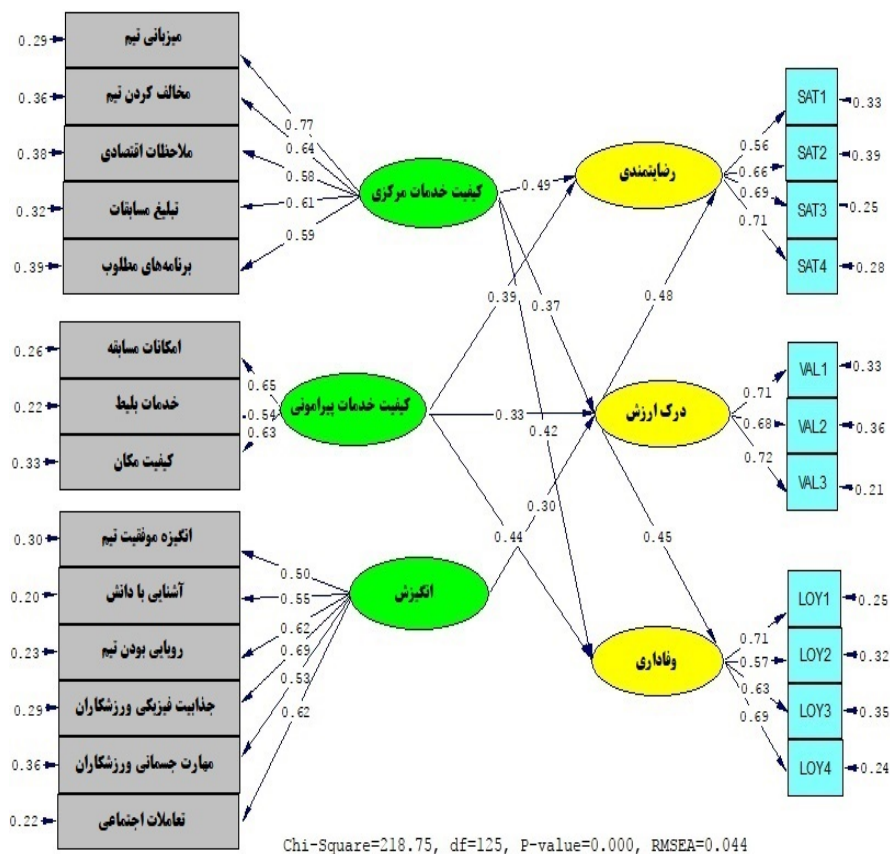 0.29
میزبانی تیم
0.36
مخالف کردن تیم
0.38
ملاحظات اقتصادی
0.32
تبلیغ مسابقات
0.39
برنامه‌های مطلوب
0.77
0.64
0.58
0.61
0.59
کیفیت خدمات مرکزی
0.26
امکانات مسابقه
0.22
خدمات بلیط
0.33
کیفیت مکان
0.65
0.54
0.63
کیفیت خدمات پیرامونی
0.30
انگیزه موفقیت تیم
0.20
آشنایی با دانش
0.23
رویایی بودن تیم
0.29
جذابیت فیزیکی ورزشکاران
0.36
مهارت جسمانی ورزشکاران
0.22
تعاملات اجتماعی
0.50
0.55
0.62
0.69
0.53
0.62
انگیزش
0.49
0.39
0.37
0.48
0.33
0.42
0.30
0.44
0.45
رضایتمندی
0.56
0.66
0.69
0.71
SAT1
0.33
SAT2
0.39
SAT3
0.25
SAT4
0.28
درک ارزش
0.71
0.68
0.72
VAL1
0.33
VAL2
0.36
VAL3
0.21
وفاداری
0.71
0.57
0.63
0.69
LOY1
0.25
LOY2
0.32
LOY3
0.35
LOY4
0.24
Chi-Square=218.75, df=125, P-value=0.000, RMSEA=0.044